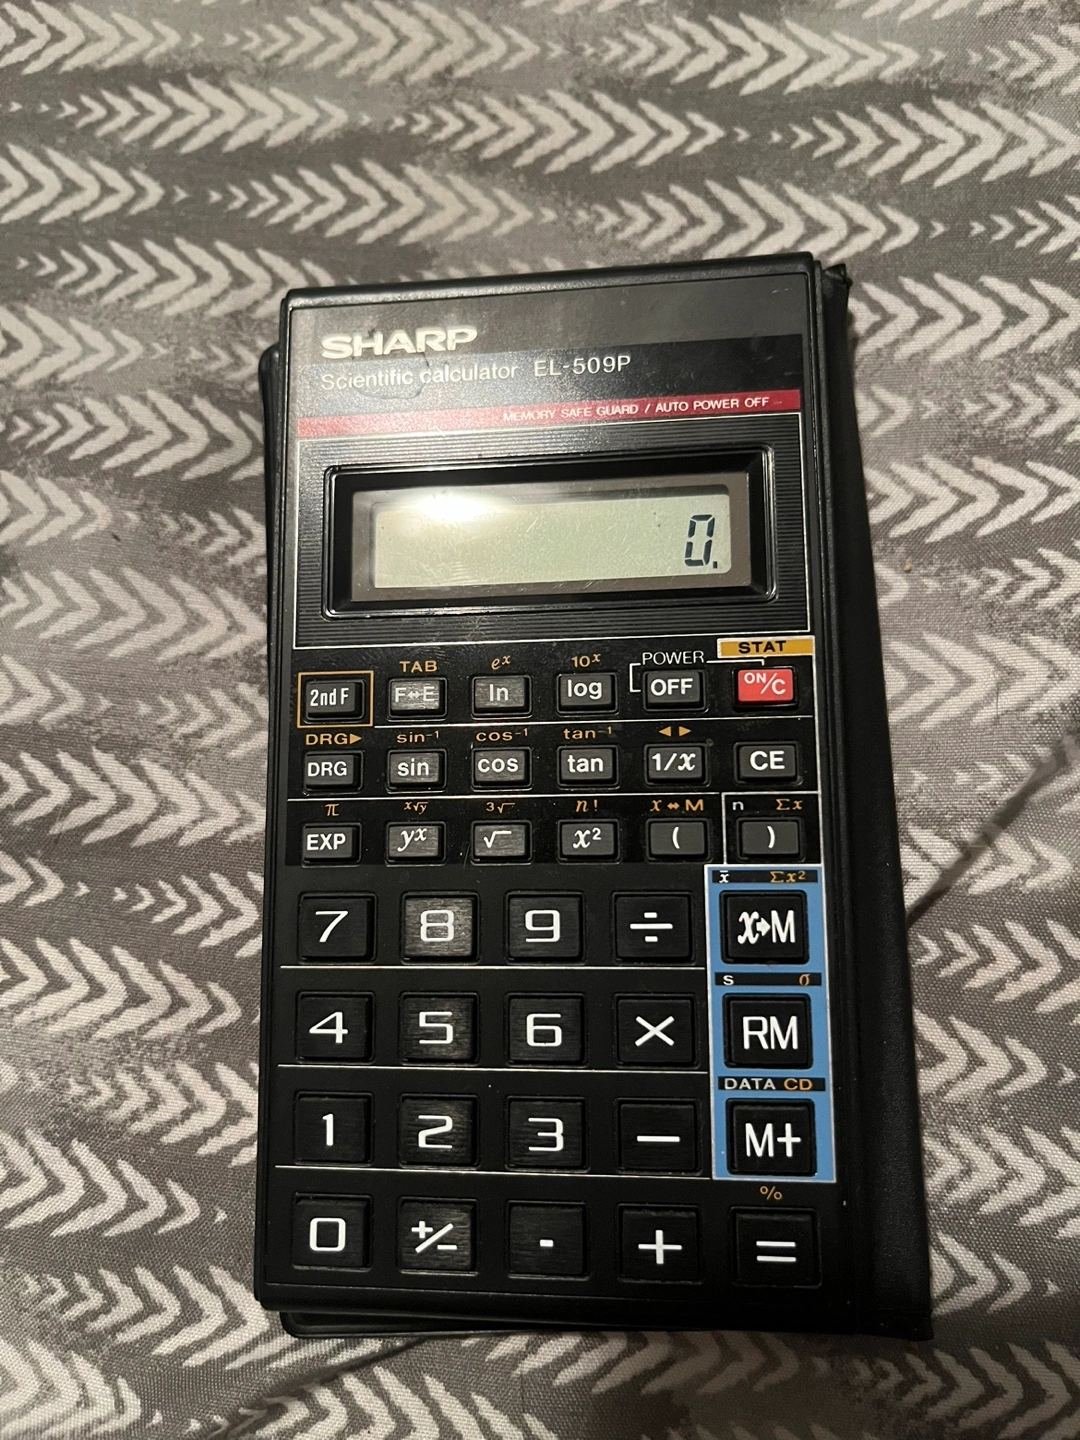 SHARP
Scientific calculator EL-509P
MEMORY SAFE GUARD / AUTO POWER OFF
0.
STAT
TAB eˣ 10ˣ POWER
2nd F F↔E ln log OFF ON/C
DRG▶ sin⁻¹ cos⁻¹ tan⁻¹ ◀ ▶
DRG sin cos tan 1/x CE
π ˣ√y ³√ n! x↔M n Σx
EXP yˣ √ x² ( )
x̄ Σx²
7 8 9 ÷ x→M
s σ
4 5 6 × RM
DATA CD
1 2 3 − M+
%
0 +/− . + =